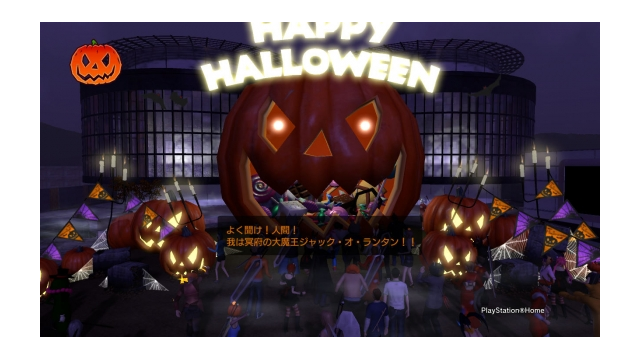 HAPPY
HALLOWEEN
よく聞け！人間！
我は冥府の大魔王ジャック・オ・ランタン！！
PlayStation®Home